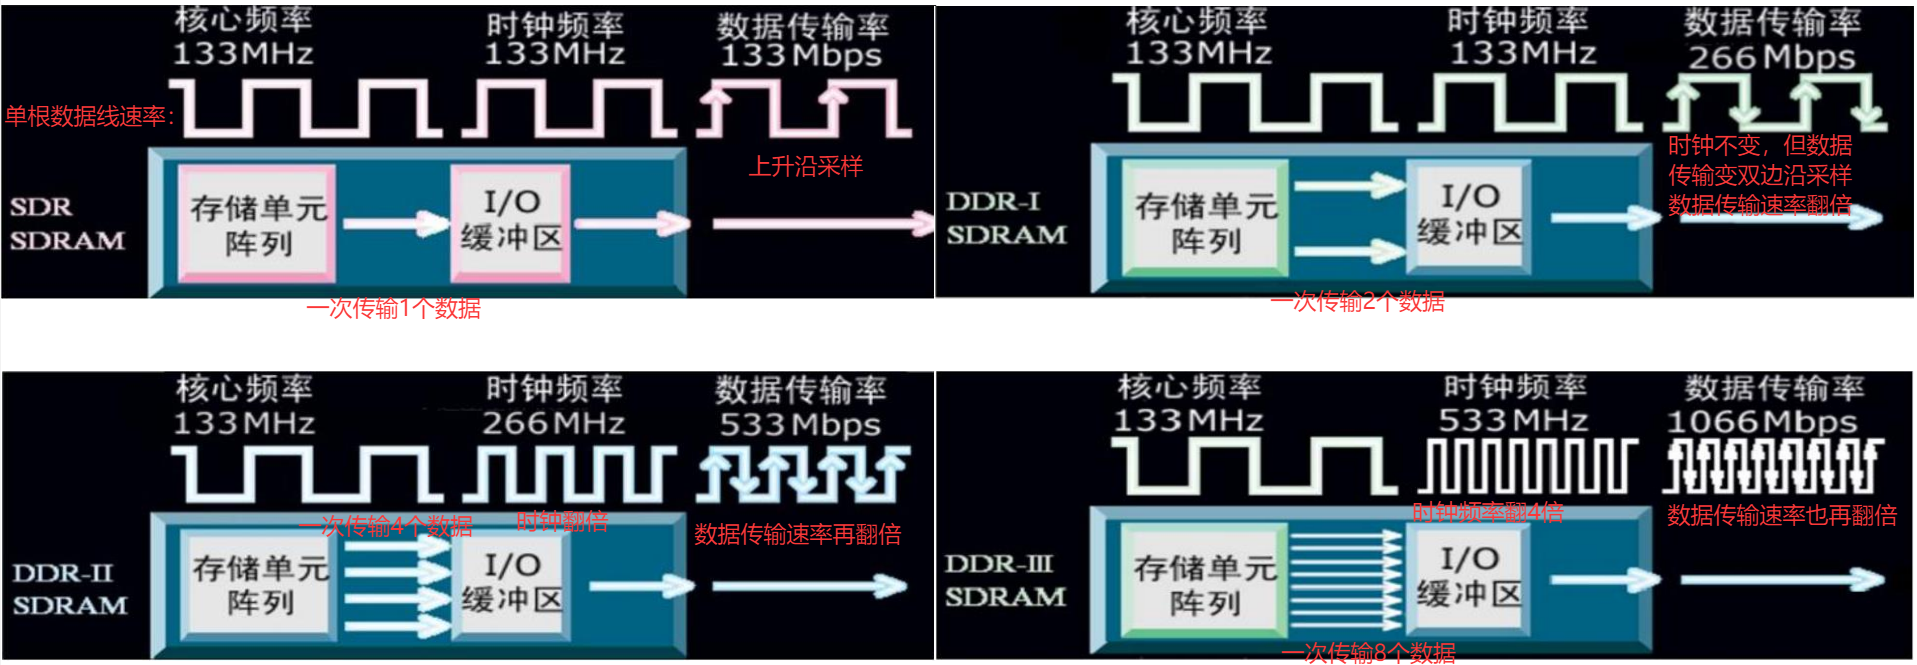 核心频率
133MHz
时钟频率
133MHz
数据传输率
133Mbps
单根数据线速率:
上升沿采样
SDR
SDRAM
存储单元
阵列
I/O
缓冲区
一次传输1个数据
核心频率
133MHz
时钟频率
133MHz
数据传输率
266Mbps
时钟不变，但数据
传输变双边沿采样
数据传输速率翻倍
DDR-I
SDRAM
存储单元
阵列
I/O
缓冲区
一次传输2个数据
核心频率
133MHz
时钟频率
266MHz
数据传输率
533Mbps
一次传输4个数据
时钟翻倍
数据传输速率再翻倍
DDR-II
SDRAM
存储单元
阵列
I/O
缓冲区
核心频率
133MHz
时钟频率
533MHz
数据传输率
1066Mbps
时钟频率翻4倍
数据传输速率也再翻倍
DDR-III
SDRAM
存储单元
阵列
I/O
缓冲区
一次传输8个数据